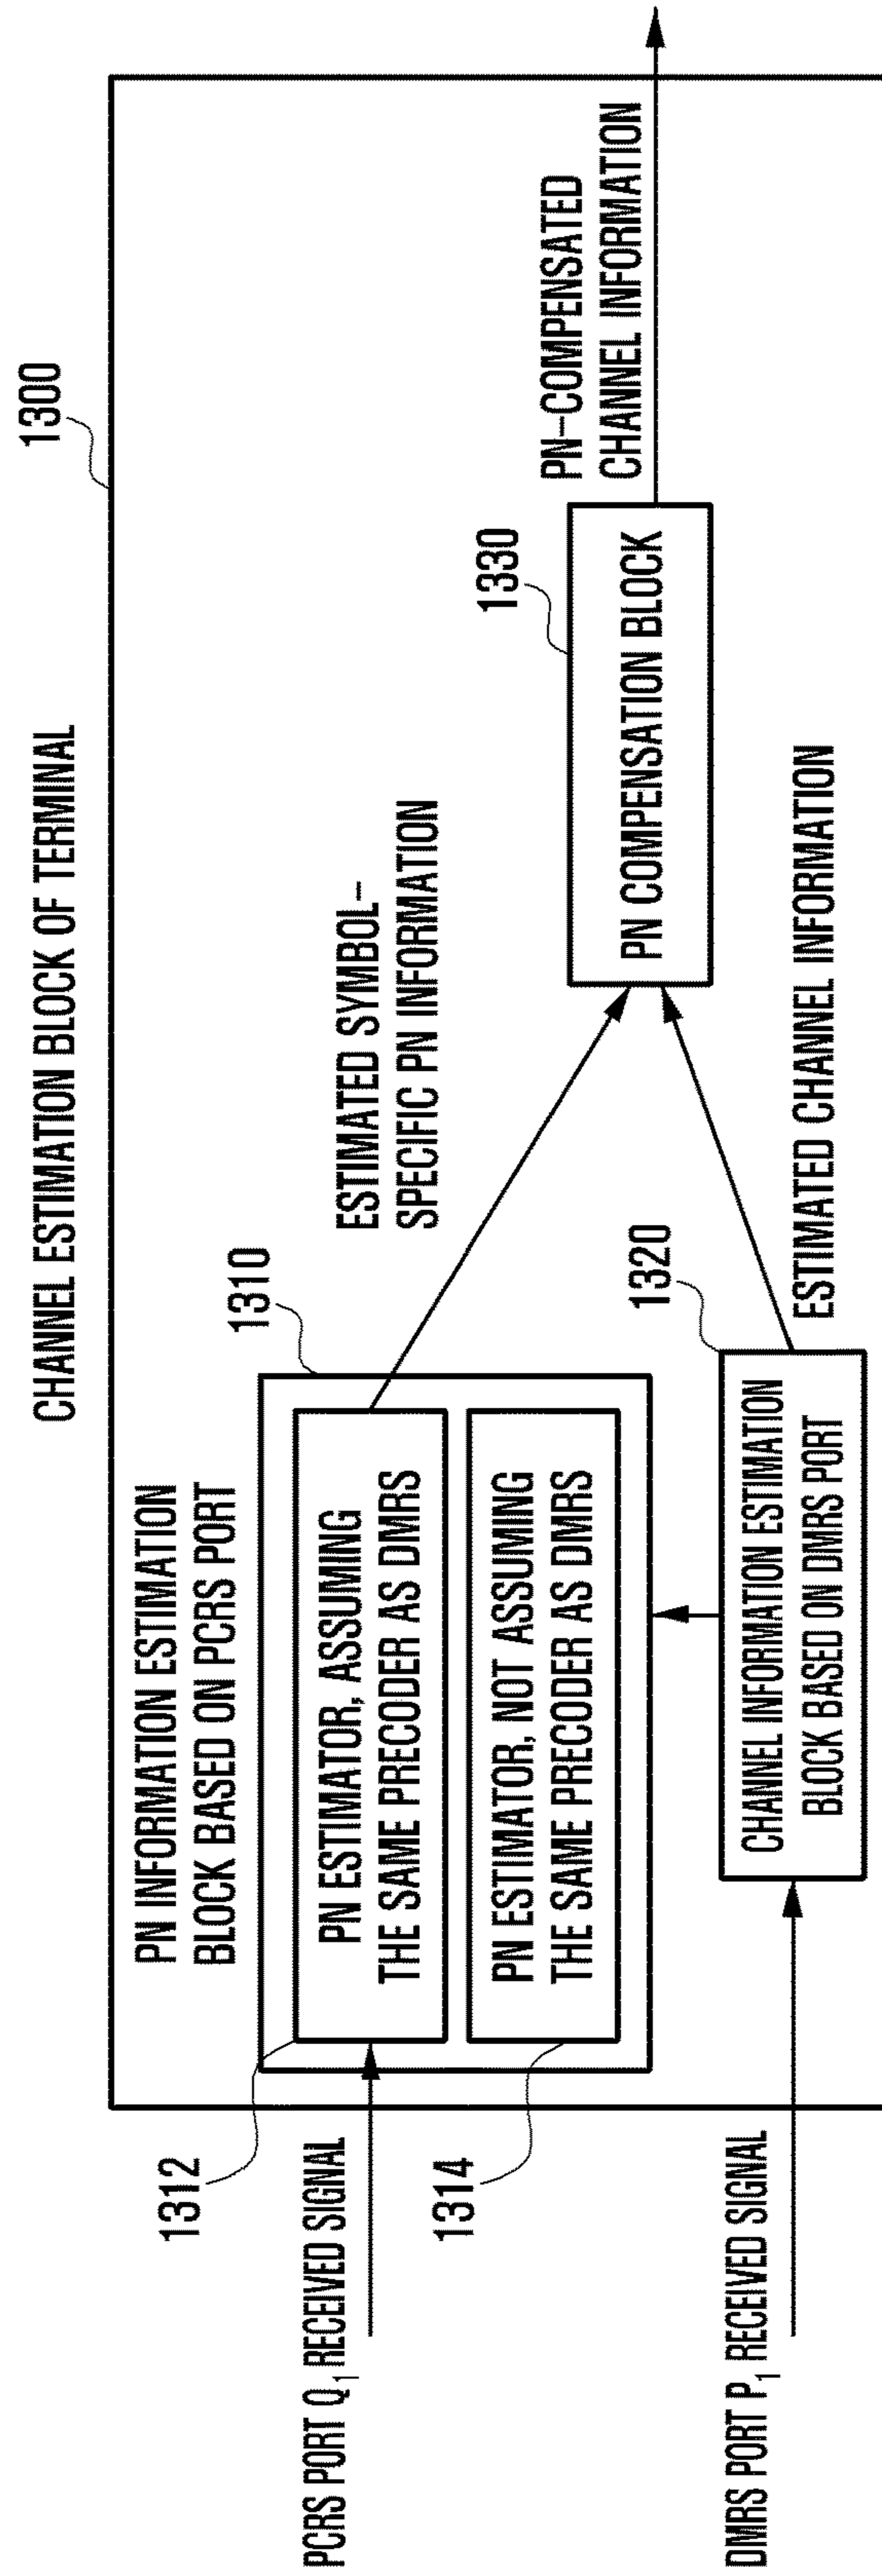 CHANNEL ESTIMATION BLOCK OF TERMINAL
1300
PN INFORMATION ESTIMATION
BLOCK BASED ON PCRS PORT
1310
1312
PCRS PORT Q1 RECEIVED SIGNAL
PN ESTIMATOR, ASSUMING
THE SAME PRECODER AS DMRS
1314
PN ESTIMATOR, NOT ASSUMING
THE SAME PRECODER AS DMRS
ESTIMATED SYMBOL-
SPECIFIC PN INFORMATION
1330
PN COMPENSATION BLOCK
PN-COMPENSATED
CHANNEL INFORMATION
1320
DMRS PORT P1 RECEIVED SIGNAL
CHANNEL INFORMATION ESTIMATION
BLOCK BASED ON DMRS PORT
ESTIMATED CHANNEL INFORMATION